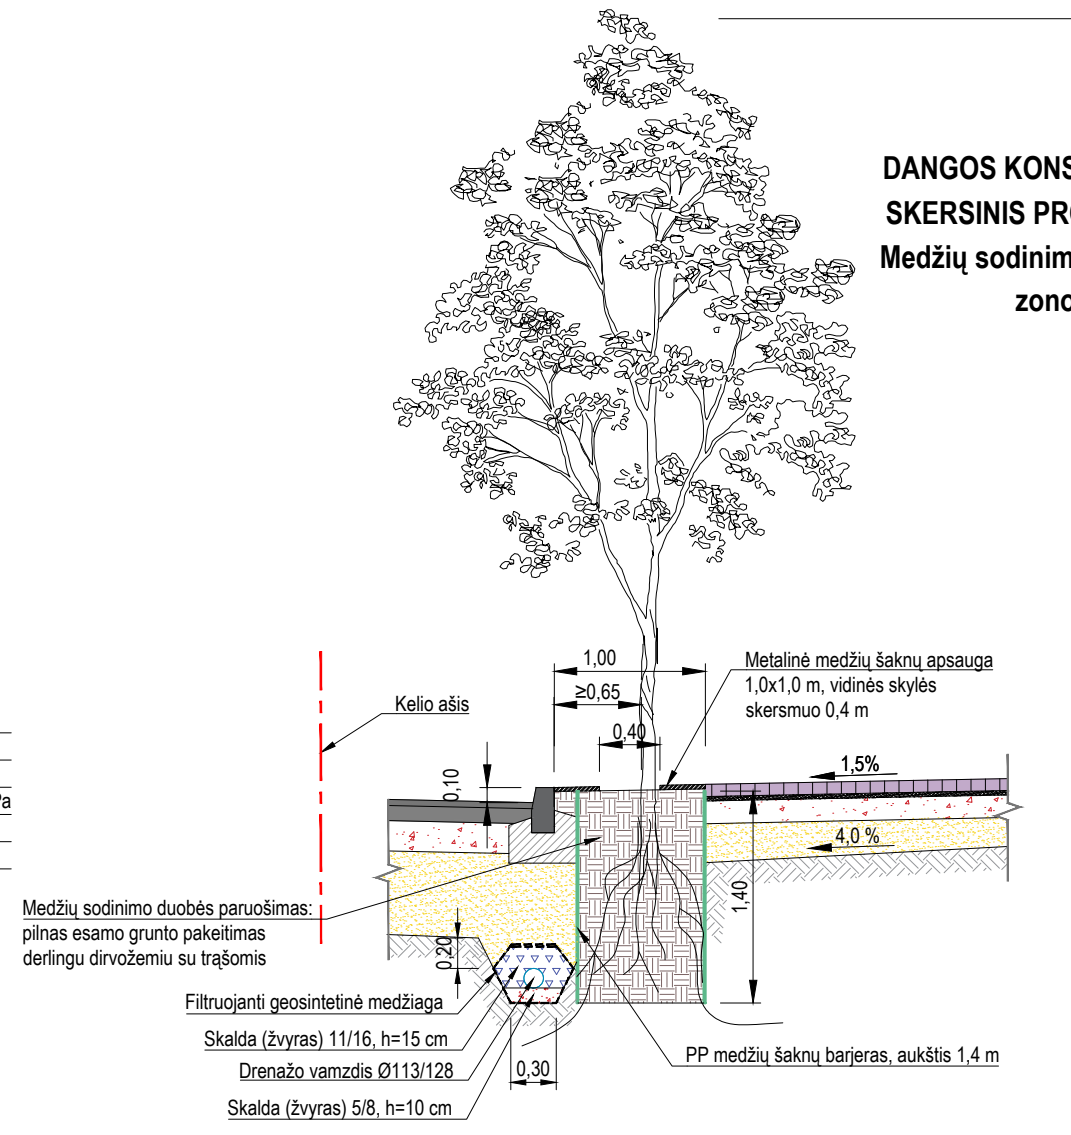 DANGOS KONS
SKERSINIS PRO
Medžių sodinim
zono
1,00
≥0,65
0,40
Metalinė medžių šaknų apsauga
1,0x1,0 m, vidinės skylės
skersmuo 0,4 m
Kelio ašis
0,10
1,5%
4,0 %
1,40
Pa
Medžių sodinimo duobės paruošimas:
pilnas esamo grunto pakeitimas
derlingu dirvožemiu su trąšomis
0,20
Filtruojanti geosintetinė medžiaga
Skalda (žvyras) 11/16, h=15 cm
Drenažo vamzdis Ø113/128
Skalda (žvyras) 5/8, h=10 cm
0,30
PP medžių šaknų barjeras, aukštis 1,4 m